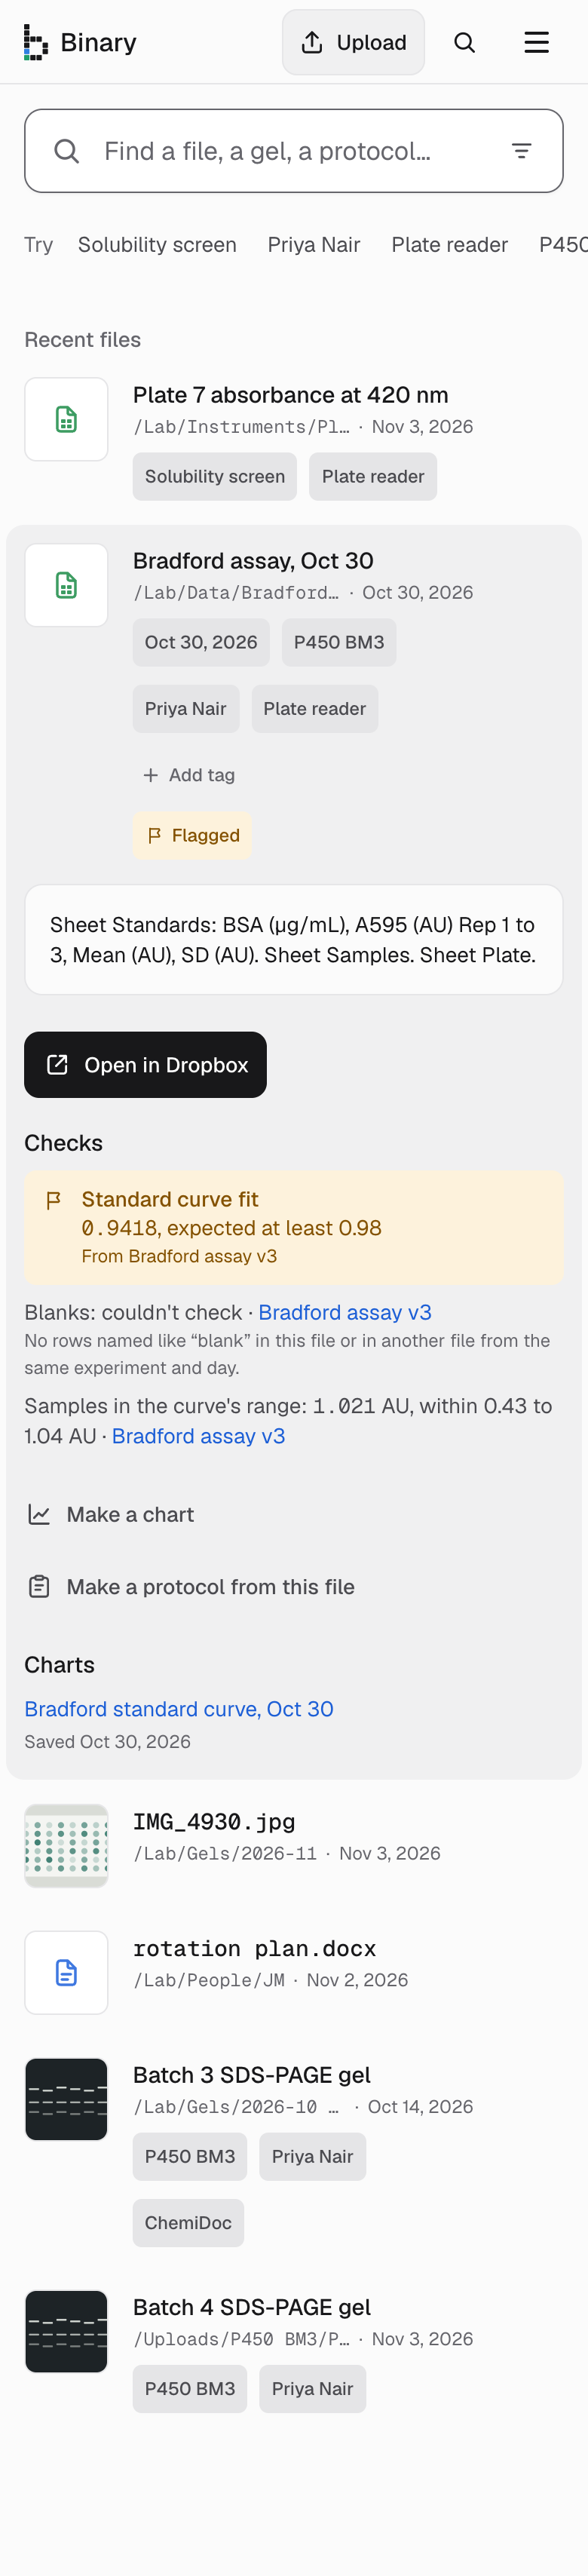 Binary
Upload
Find a file, a gel, a protocol…
Try Solubility screen Priya Nair Plate reader P450
Recent files
Plate 7 absorbance at 420 nm
/Lab/Instruments/Pl… · Nov 3, 2026
Solubility screen Plate reader
Bradford assay, Oct 30
/Lab/Data/Bradford… · Oct 30, 2026
Oct 30, 2026 P450 BM3
Priya Nair Plate reader
Add tag
Flagged
Sheet Standards: BSA (µg/mL), A595 (AU) Rep 1 to
3, Mean (AU), SD (AU). Sheet Samples. Sheet Plate.
Open in Dropbox
Checks
Standard curve fit
0.9418, expected at least 0.98
From Bradford assay v3
Blanks: couldn't check · Bradford assay v3
No rows named like “blank” in this file or in another file from the
same experiment and day.
Samples in the curve's range: 1.021 AU, within 0.43 to
1.04 AU · Bradford assay v3
Make a chart
Make a protocol from this file
Charts
Bradford standard curve, Oct 30
Saved Oct 30, 2026
IMG_4930.jpg
/Lab/Gels/2026-11 · Nov 3, 2026
rotation plan.docx
/Lab/People/JM · Nov 2, 2026
Batch 3 SDS-PAGE gel
/Lab/Gels/2026-10 … · Oct 14, 2026
P450 BM3 Priya Nair
ChemiDoc
Batch 4 SDS-PAGE gel
/Uploads/P450 BM3/P… · Nov 3, 2026
P450 BM3 Priya Nair